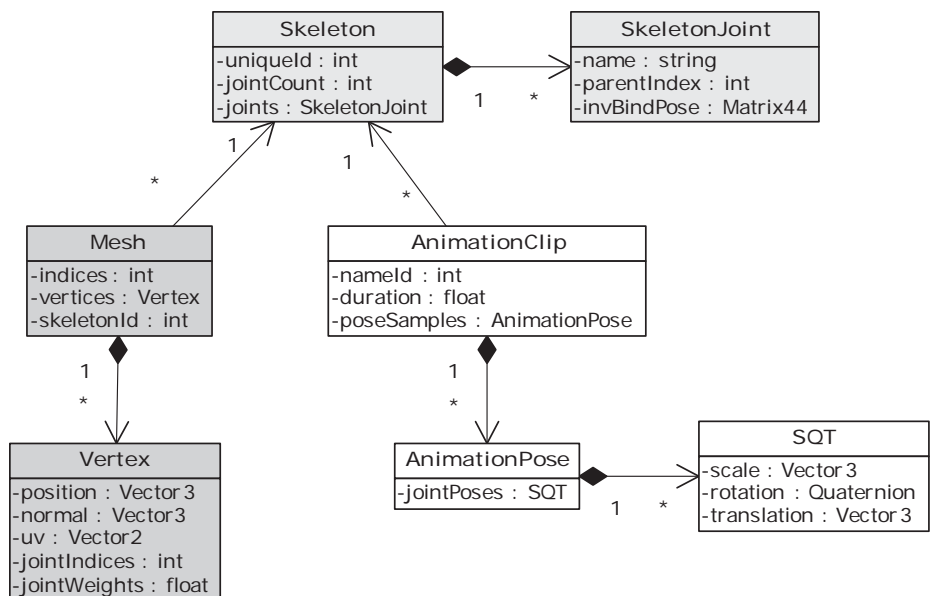 Skeleton
-uniqueId : int
-jointCount : int
-joints : SkeletonJoint
1
*
SkeletonJoint
-name : string
-parentIndex : int
-invBindPose : Matrix44
1
*
1
*
Mesh
-indices : int
-vertices : Vertex
-skeletonId : int
AnimationClip
-nameId : int
-duration : float
-poseSamples : AnimationPose
1
*
1
*
Vertex
-position : Vector3
-normal : Vector3
-uv : Vector2
-jointIndices : int
-jointWeights : float
AnimationPose
-jointPoses : SQT
1
*
SQT
-scale : Vector3
-rotation : Quaternion
-translation : Vector3